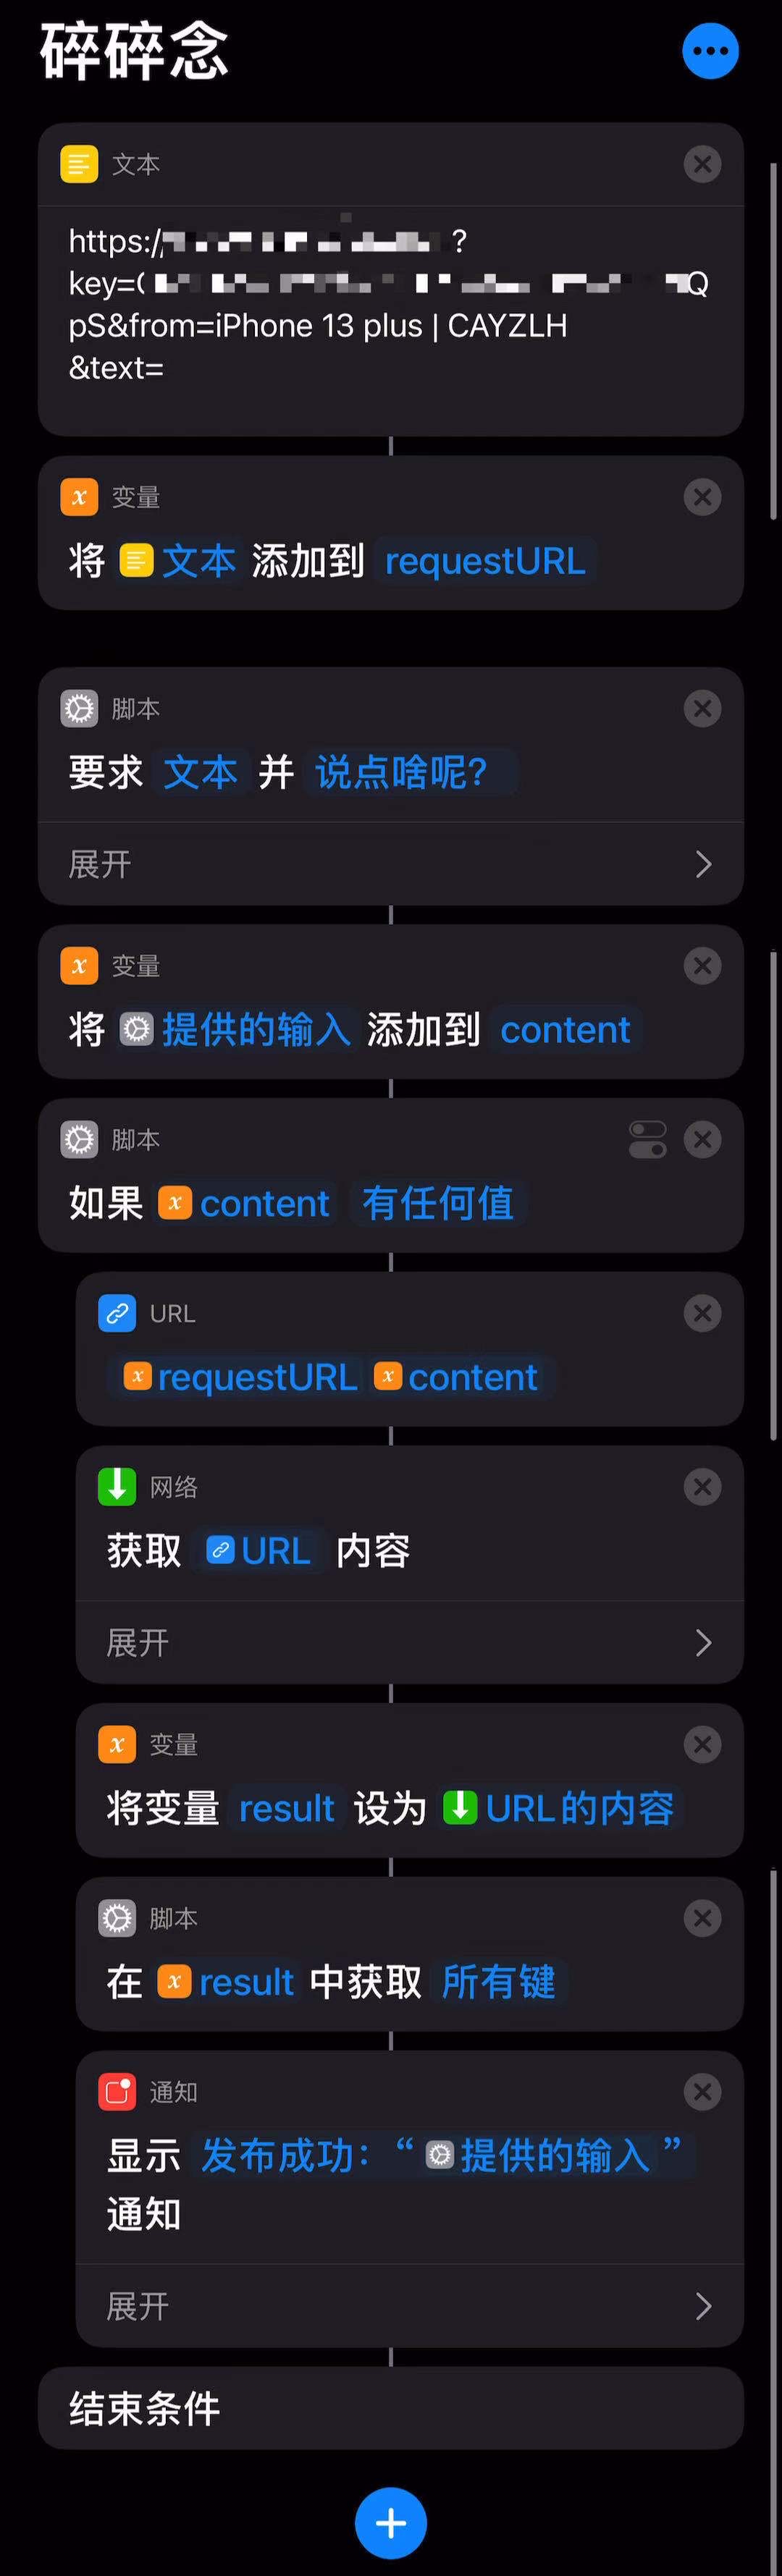 碎碎念
文本
https:/ ?
key= Q
pS&from=iPhone 13 plus | CAYZLH
&text=
变量
将 文本 添加到 requestURL
脚本
要求 文本 并 说点啥呢？
展开
变量
将 提供的输入 添加到 content
脚本
如果 content 有任何值
URL
requestURL content
网络
获取 URL 内容
展开
变量
将变量 result 设为 URL的内容
脚本
在 result 中获取 所有键
通知
显示 发布成功：“ 提供的输入 ”
通知
展开
结束条件